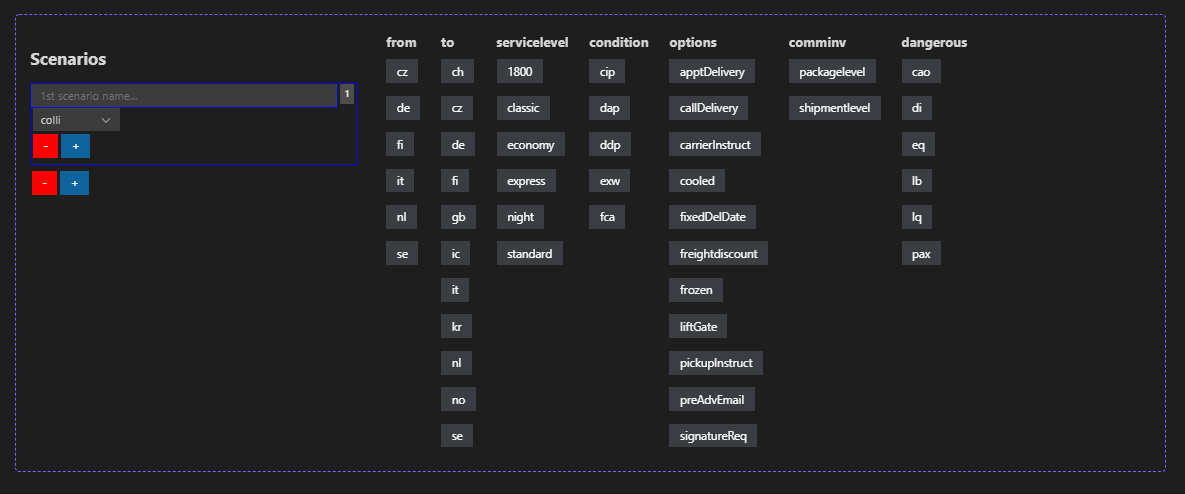 Scenarios
1st scenario name...
1
colli
- +
- +
from to servicelevel condition options comminv dangerous
cz ch 1800 cip apptDelivery packagelevel cao
de cz classic dap callDelivery shipmentlevel di
fi de economy ddp carrierInstruct eq
it fi express exw cooled lb
nl gb night fca fixedDelDate lq
se ic standard freightdiscount pax
it frozen
kr liftGate
nl pickupInstruct
no preAdvEmail
se signatureReq